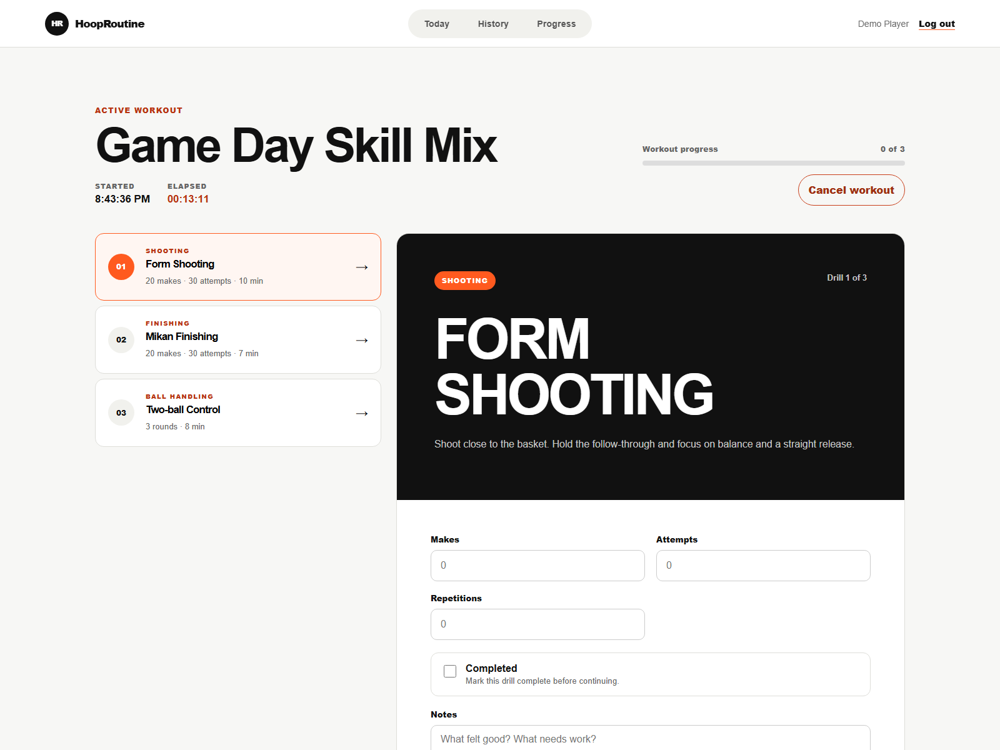 HR HoopRoutine
Today History Progress
Demo Player Log out
ACTIVE WORKOUT
Game Day Skill Mix
STARTED ELAPSED
8:43:36 PM 00:13:11
Workout progress 0 of 3
Cancel workout
01
SHOOTING
Form Shooting
20 makes · 30 attempts · 10 min
→
02
FINISHING
Mikan Finishing
20 makes · 30 attempts · 7 min
→
03
BALL HANDLING
Two-ball Control
3 rounds · 8 min
→
SHOOTING Drill 1 of 3
FORM
SHOOTING
Shoot close to the basket. Hold the follow-through and focus on balance and a straight release.
Makes Attempts
0 0
Repetitions
0
Completed
Mark this drill complete before continuing.
Notes
What felt good? What needs work?